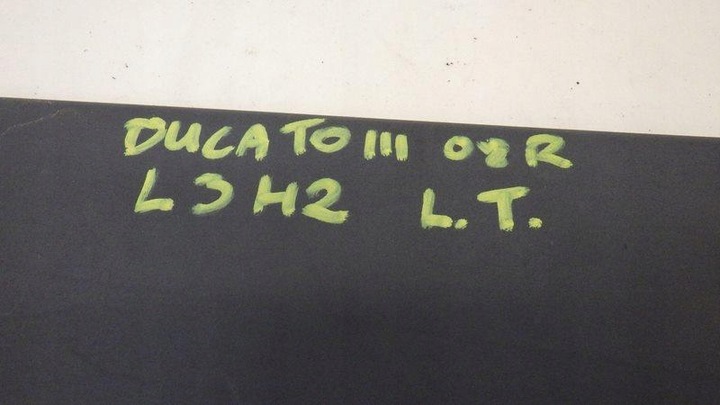 DUCATO III 08R
L3H2 L.T.